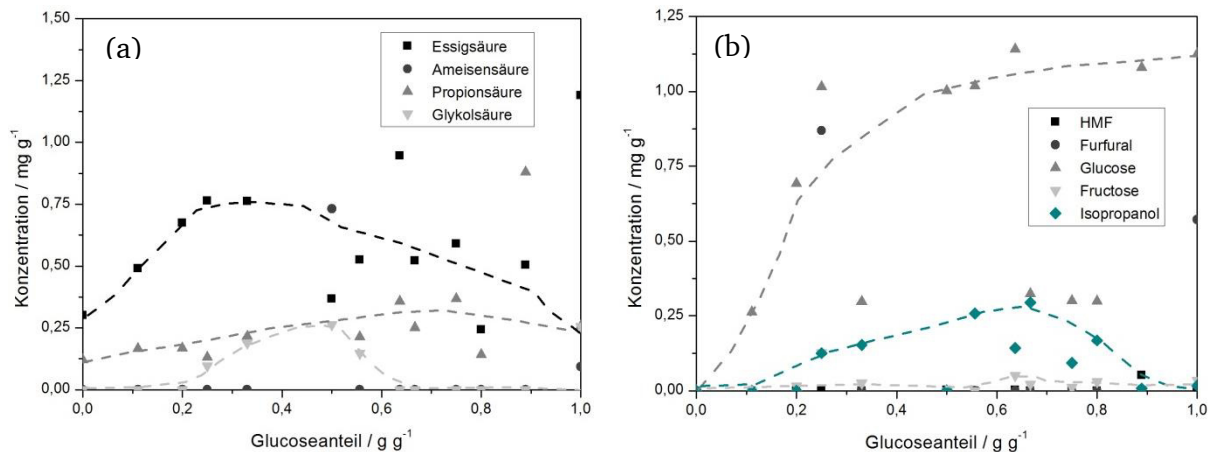 (a)
Essigsäure
Ameisensäure
Propionsäure
Glykolsäure
Konzentration / mg g⁻¹
1,50
1,25
1,00
0,75
0,50
0,25
0,00
0,0 0,2 0,4 0,6 0,8 1,0
Glucoseanteil / g g⁻¹
(b)
HMF
Furfural
Glucose
Fructose
Isopropanol
Konzentration / mg g⁻¹
1,25
1,00
0,75
0,50
0,25
0,00
0,0 0,2 0,4 0,6 0,8 1,0
Glucoseanteil / g g⁻¹